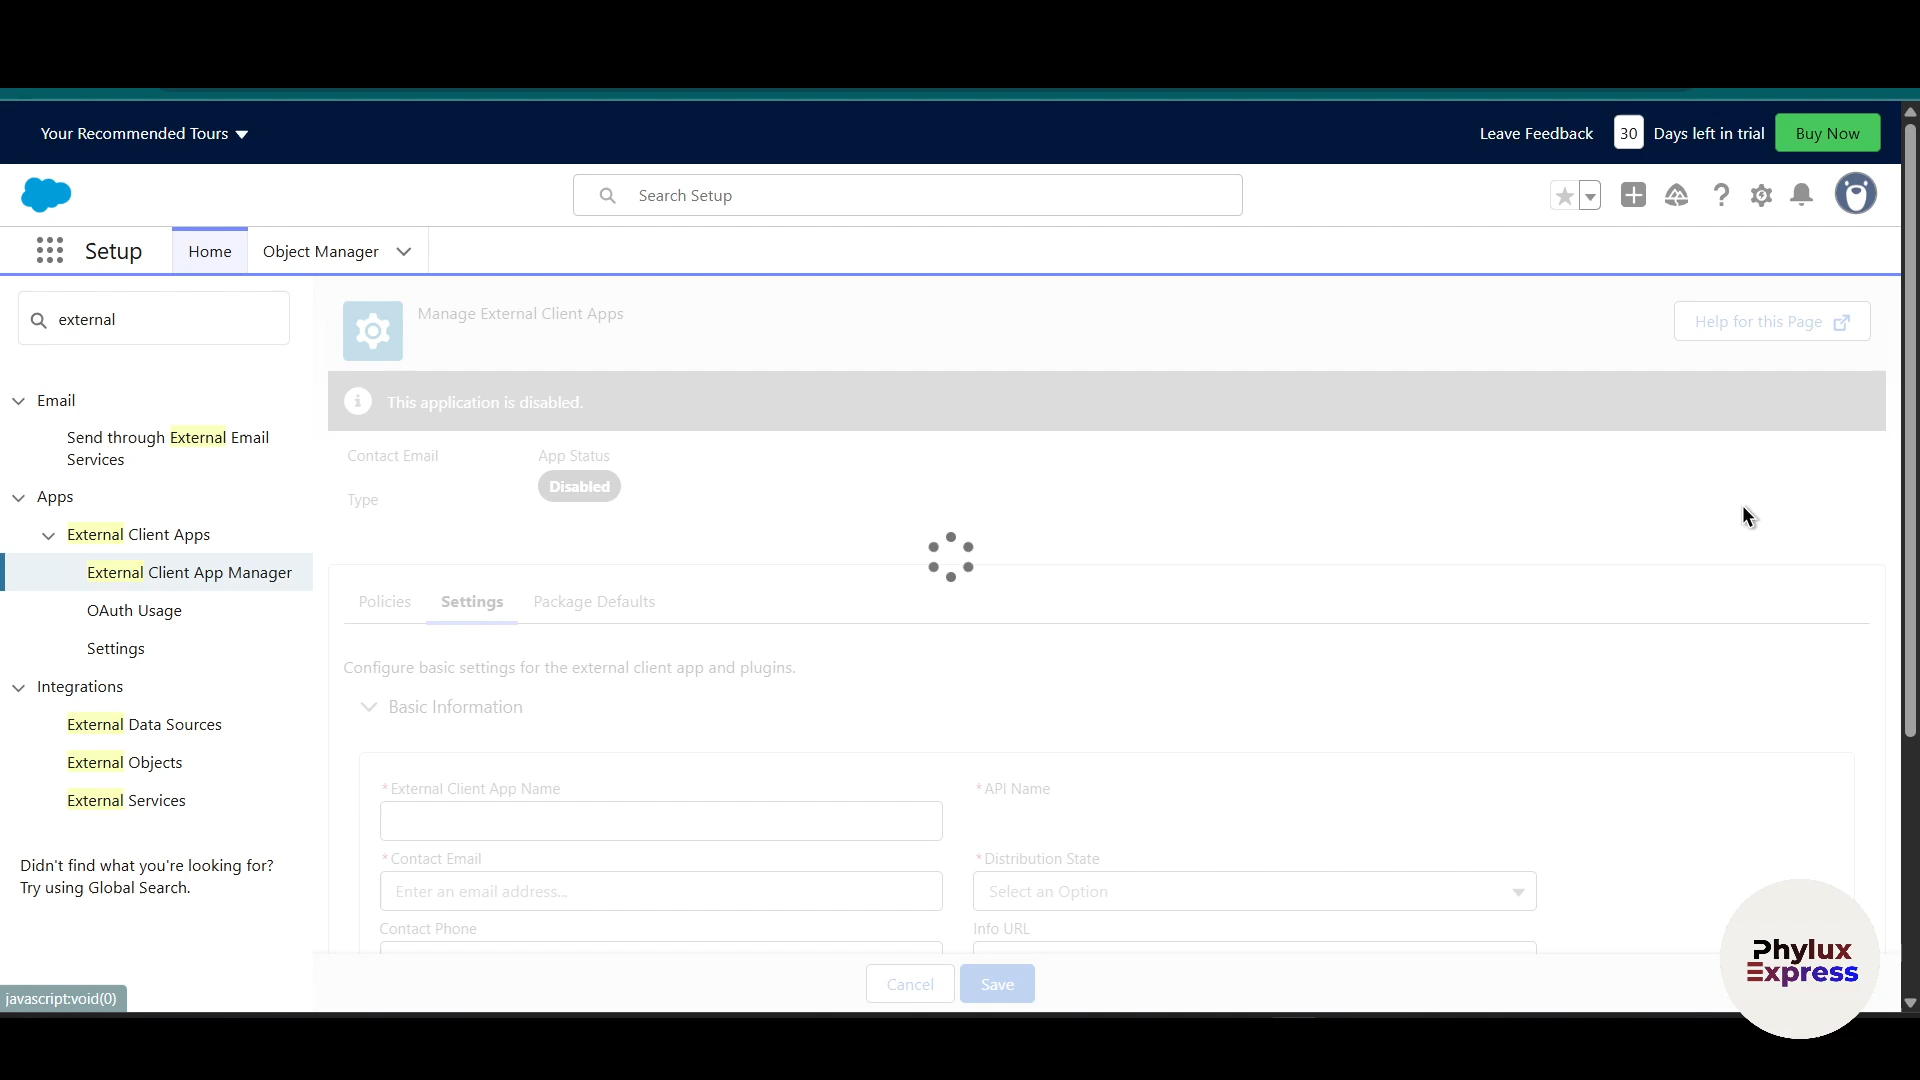 Your Recommended Tours
Leave Feedback
30
Days left in trial
Buy Now
Search Setup
Setup
Home
Object Manager
external
Manage External Client Apps
Help for this Page
This application is disabled.
Email
Send through External Email
Services
Contact Email
App Status
Disabled
Type
Apps
External Client Apps
External Client App Manager
OAuth Usage
Settings
Policies
Settings
Package Defaults
Configure basic settings for the external client app and plugins.
Basic Information
Integrations
External Data Sources
External Objects
External Services
*External Client App Name
*API Name
*Contact Email
*Distribution State
Enter an email address...
Select an Option
Contact Phone
Info URL
Didn't find what you're looking for?
Try using Global Search.
Cancel
Save
javascript:void(0)
Phylux
Express